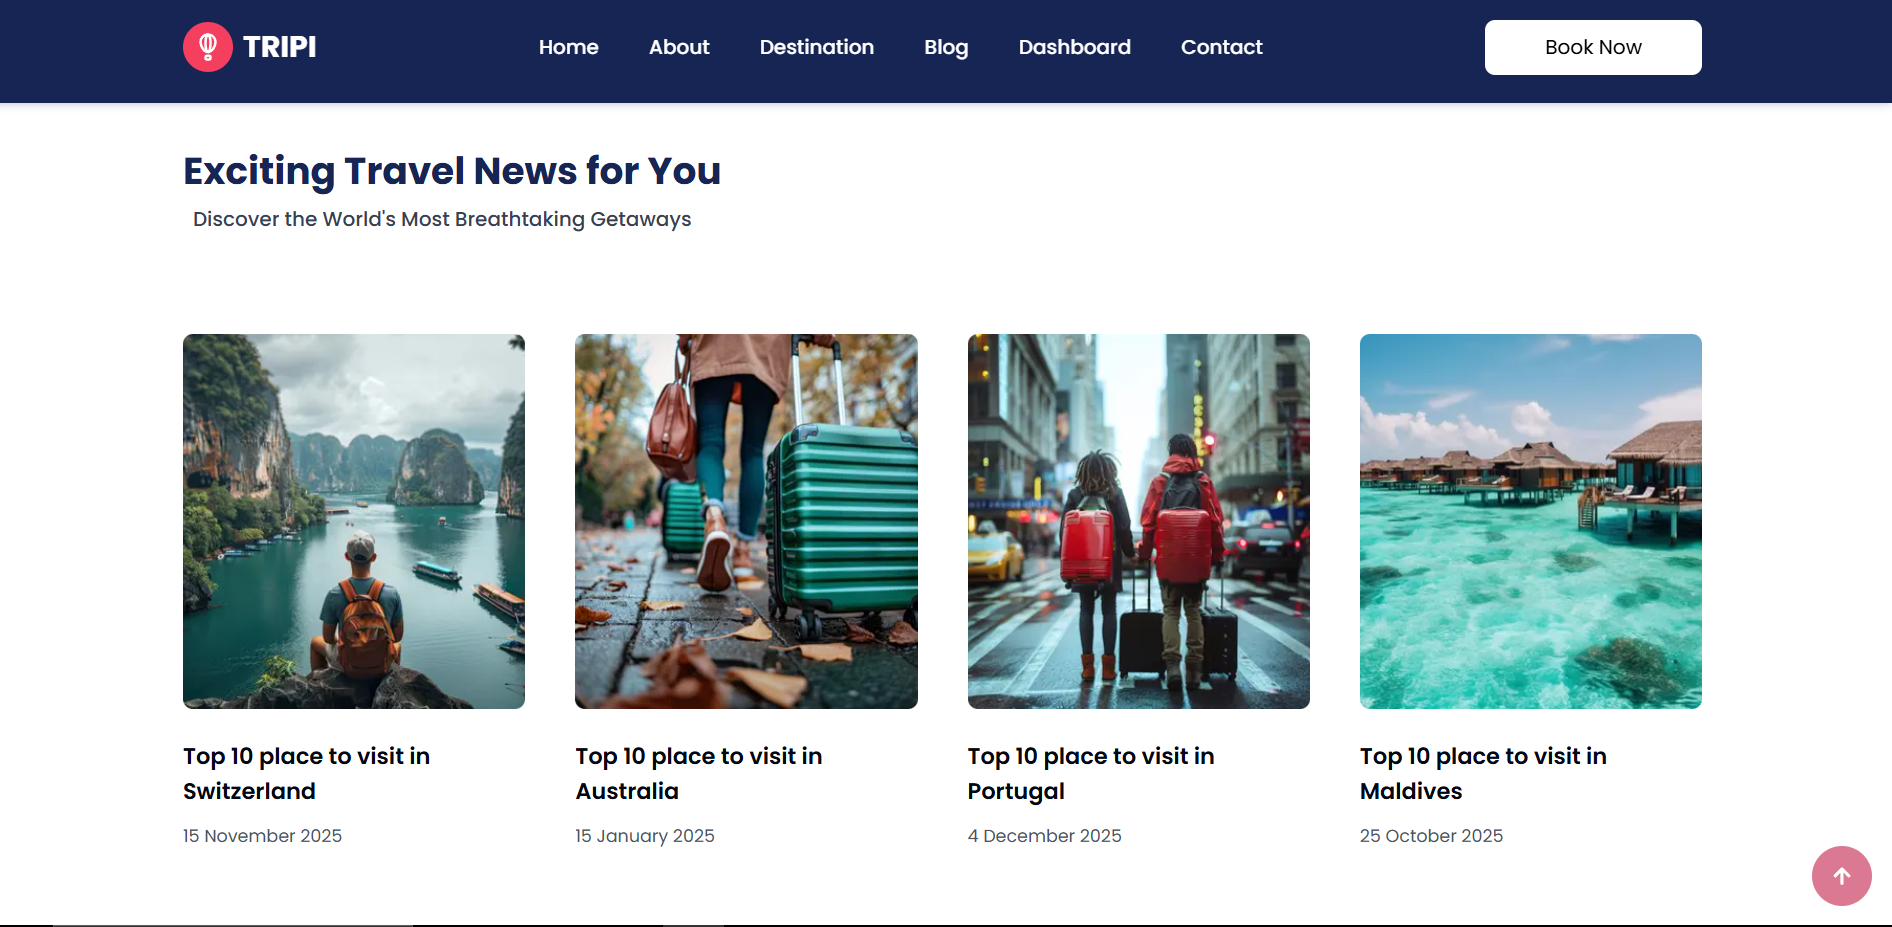 TRIPI
Home
About
Destination
Blog
Dashboard
Contact
Book Now
Exciting Travel News for You
Discover the World's Most Breathtaking Getaways
Top 10 place to visit in
Switzerland
15 November 2025
Top 10 place to visit in
Australia
15 January 2025
Top 10 place to visit in
Portugal
4 December 2025
Top 10 place to visit in
Maldives
25 October 2025